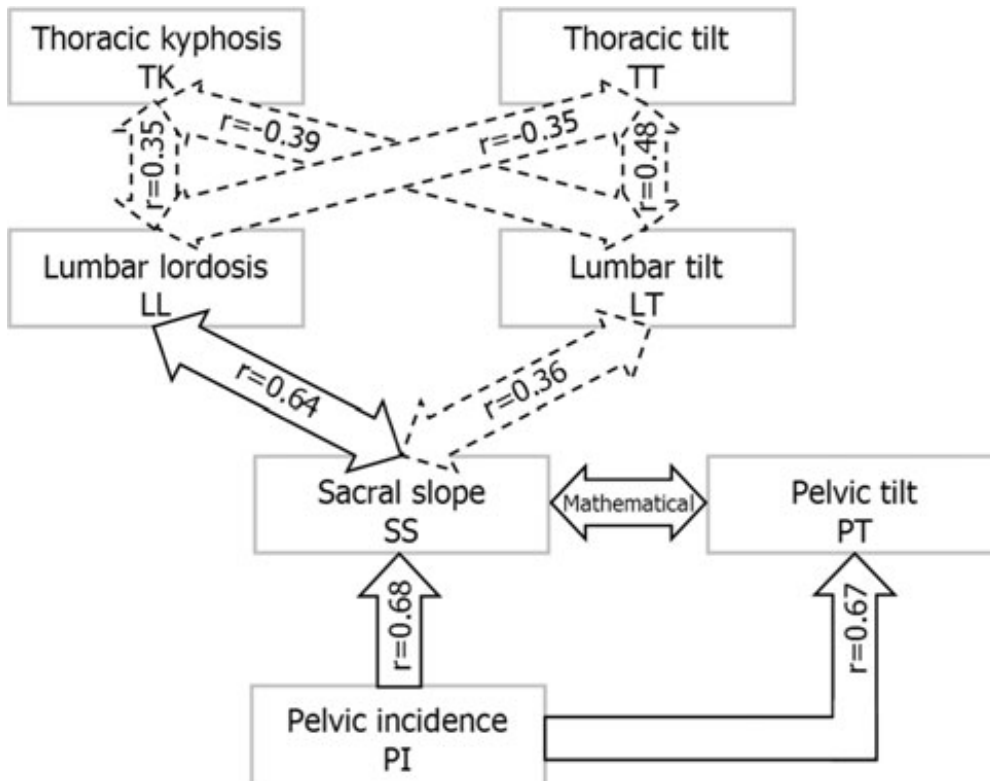 Thoracic kyphosis
TK
Thoracic tilt
TT
r=0.35
r=-0.39
r=-0.35
r=0.48
Lumbar lordosis
LL
Lumbar tilt
LT
r=0.64
r=0.36
Sacral slope
SS
Mathematical
Pelvic tilt
PT
r=0.68
r=0.67
Pelvic incidence
PI